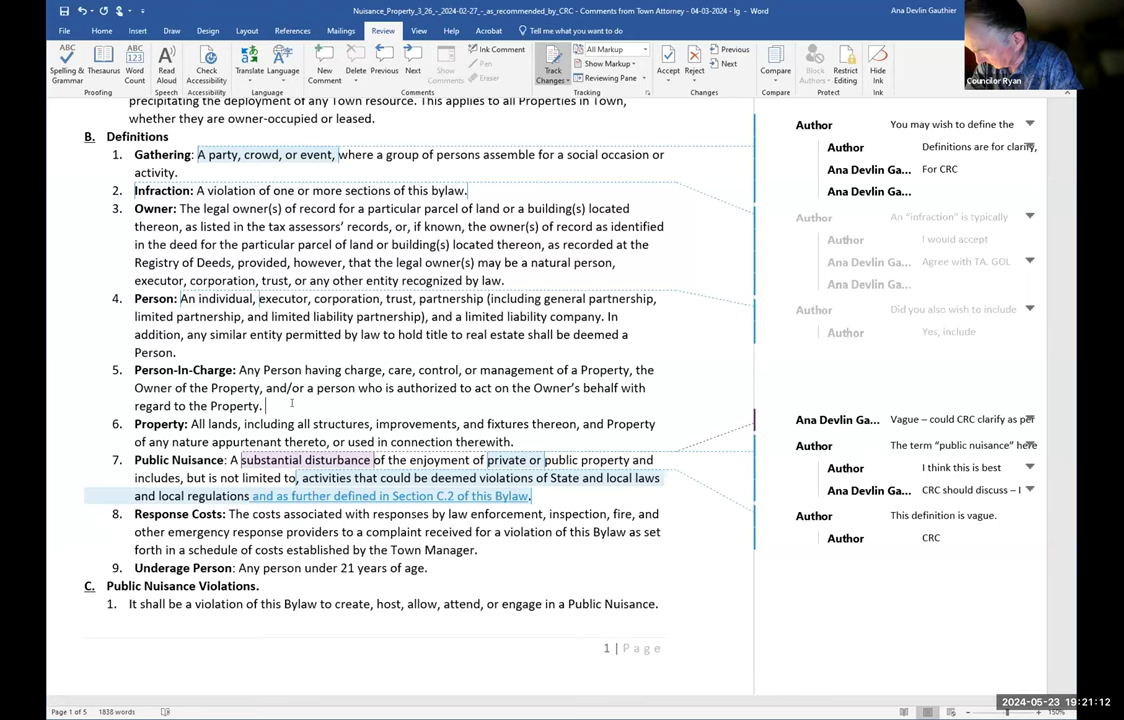 Nuisance_Property_3_26_-_2024-02-27_-_as_recommended_by_CRC - Comments from Town Attorney - 04-03-2024 - lg - Word
Ana Devlin Gauthier
File Home Insert Draw Design Layout References Mailings Review View Help Acrobat Tell me what you want to do
Spelling & Grammar Thesaurus Word Count Read Aloud Check Accessibility Translate Language New Comment Delete Previous Next Show Comments Ink Comment Pen Eraser Track Changes All Markup Show Markup Reviewing Pane Accept Reject Previous Next Compare Block Authors Restrict Editing Hide Ink
Proofing Speech Accessibility Language Comments Tracking Changes Compare Protect Ink
Councilor Ryan
precipitating the deployment of any Town resource. This applies to all Properties in Town,
whether they are owner-occupied or leased.
B. Definitions
1. Gathering: A party, crowd, or event, where a group of persons assemble for a social occasion or
activity.
2. Infraction: A violation of one or more sections of this bylaw.
3. Owner: The legal owner(s) of record for a particular parcel of land or a building(s) located
thereon, as listed in the tax assessors' records, or, if known, the owner(s) of record as identified
in the deed for the particular parcel of land or building(s) located thereon, as recorded at the
Registry of Deeds, provided, however, that the legal owner(s) may be a natural person,
executor, corporation, trust, or any other entity recognized by law.
4. Person: An individual, executor, corporation, trust, partnership (including general partnership,
limited partnership, and limited liability partnership), and a limited liability company. In
addition, any similar entity permitted by law to hold title to real estate shall be deemed a
Person.
5. Person-In-Charge: Any Person having charge, care, control, or management of a Property, the
Owner of the Property, and/or a person who is authorized to act on the Owner's behalf with
regard to the Property.
6. Property: All lands, including all structures, improvements, and fixtures thereon, and Property
of any nature appurtenant thereto, or used in connection therewith.
7. Public Nuisance: A substantial disturbance of the enjoyment of private or public property and
includes, but is not limited to, activities that could be deemed violations of State and local laws
and local regulations and as further defined in Section C.2 of this Bylaw.
8. Response Costs: The costs associated with responses by law enforcement, inspection, fire, and
other emergency response providers to a complaint received for a violation of this Bylaw as set
forth in a schedule of costs established by the Town Manager.
9. Underage Person: Any person under 21 years of age.
C. Public Nuisance Violations.
1. It shall be a violation of this Bylaw to create, host, allow, attend, or engage in a Public Nuisance.
1 | Page
Author You may wish to define the
Author Definitions are for clarify,
Ana Devlin Ga... For CRC
Ana Devlin Ga...
Author An "infraction" is typically
Author I would accept
Ana Devlin Ga... Agree with TA. GOL
Ana Devlin Ga...
Author Did you also wish to include
Author Yes, include
Ana Devlin Ga... Vague – could CRC clarify as per
Author The term "public nuisance" here
Author I think this is best
Ana Devlin Ga... CRC should discuss – I
Author This definition is vague.
Author CRC
Page 1 of 5 1838 words
150%
2024-05-23 19:21:12